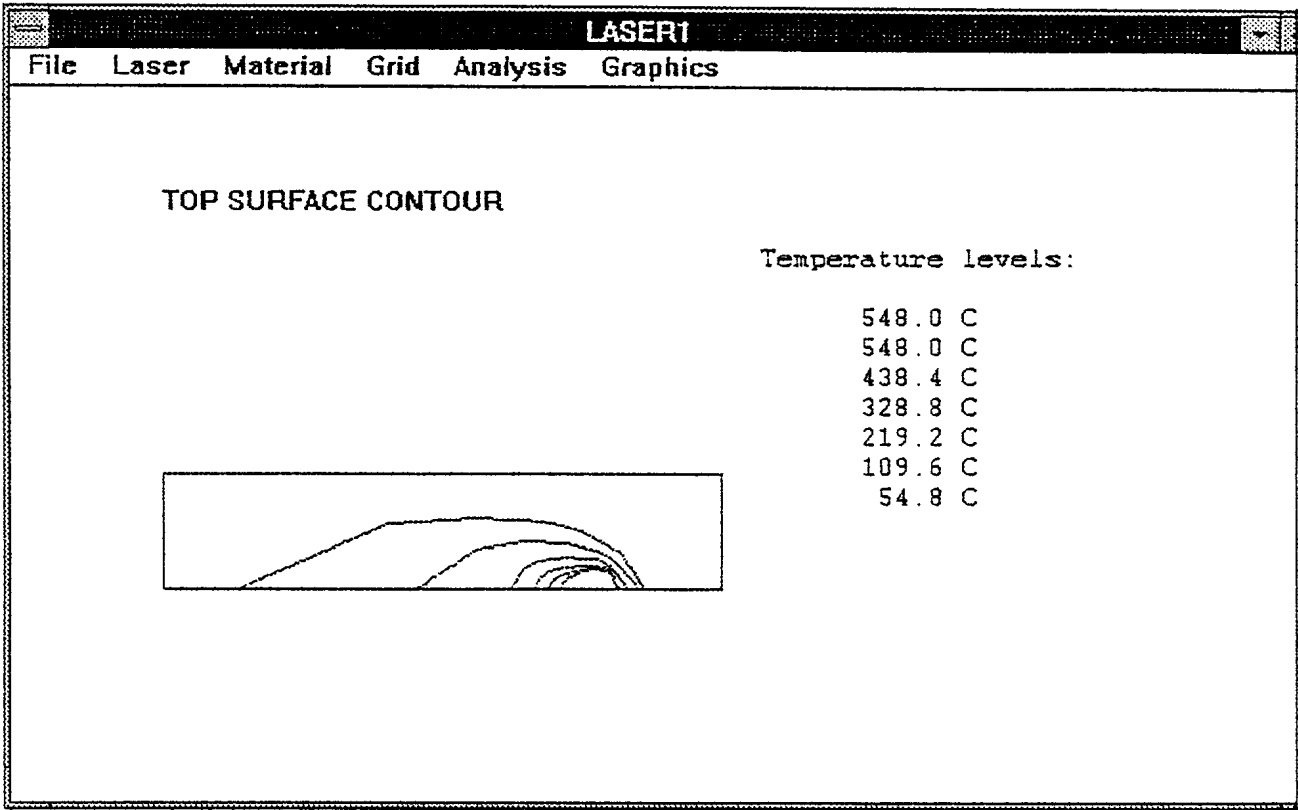 LASER1
File Laser Material Grid Analysis Graphics
TOP SURFACE CONTOUR
Temperature levels:
548.0 C
548.0 C
438.4 C
328.8 C
219.2 C
109.6 C
54.8 C